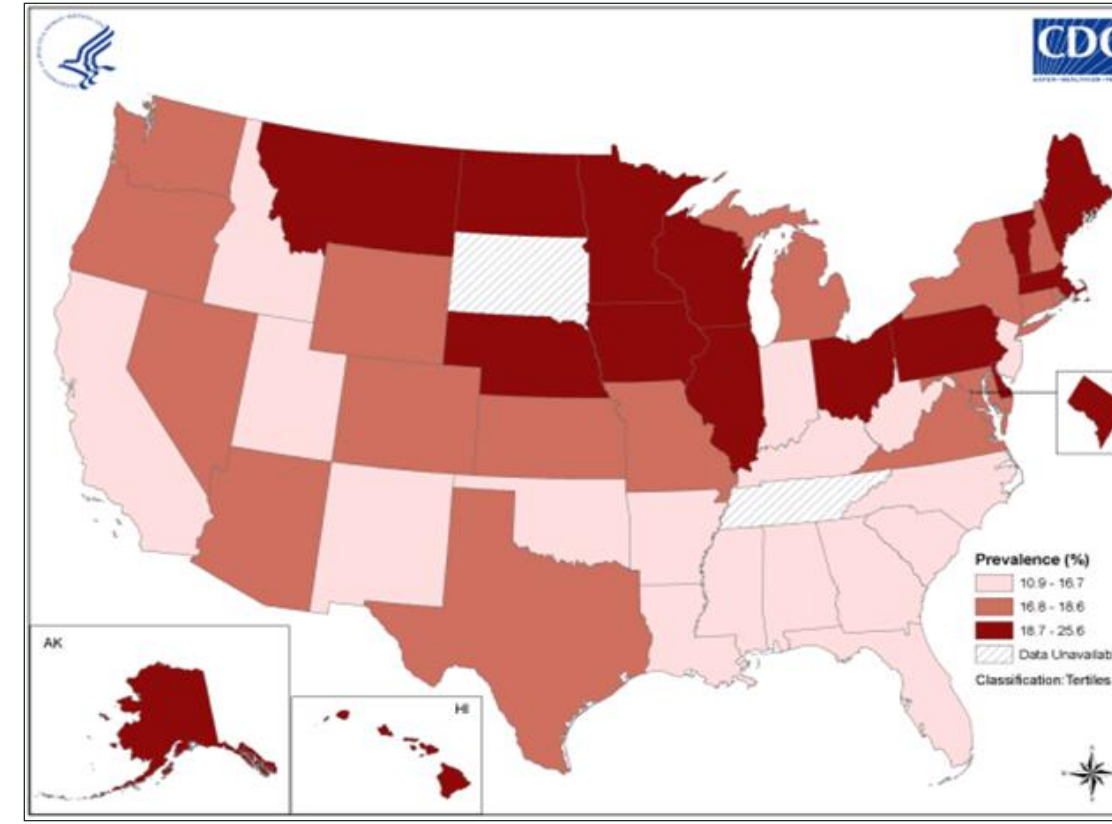 CDC
Prevalence (%)
10.9 - 16.7
16.8 - 18.6
18.7 - 25.6
Data Unavailab
Classification: Tertiles
AK
HI